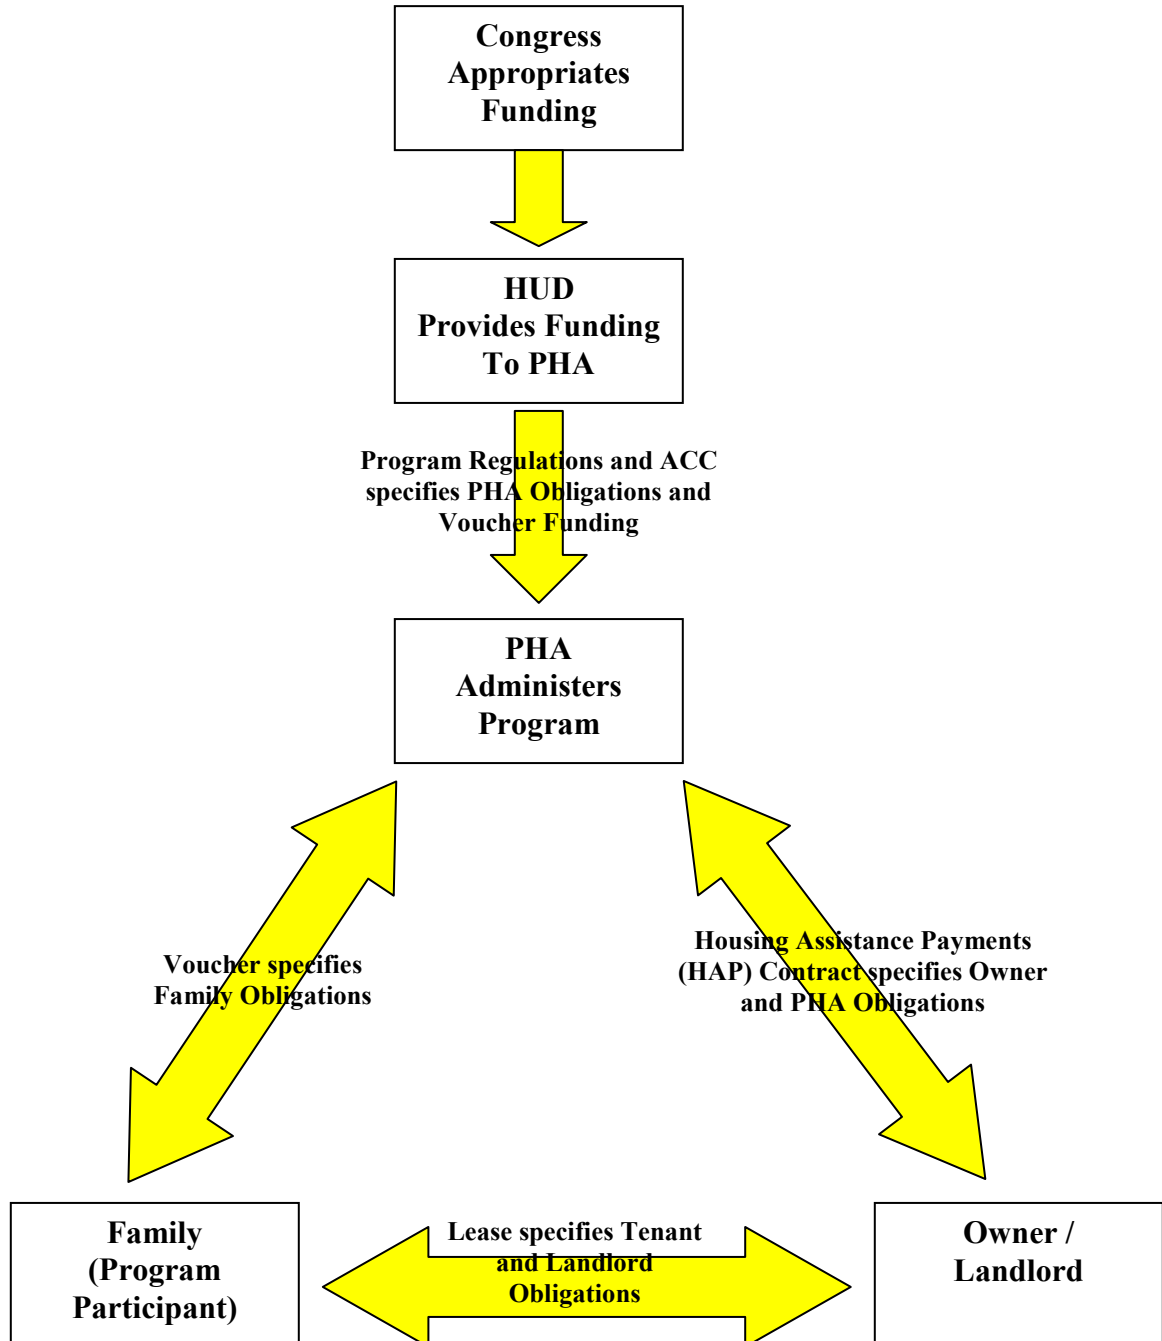 Congress
Appropriates
Funding
HUD
Provides Funding
To PHA
Program Regulations and ACC
specifies PHA Obligations and
Voucher Funding
PHA
Administers
Program
Voucher specifies
Family Obligations
Housing Assistance Payments
(HAP) Contract specifies Owner
and PHA Obligations
Family
(Program
Participant)
Lease specifies Tenant
and Landlord
Obligations
Owner /
Landlord